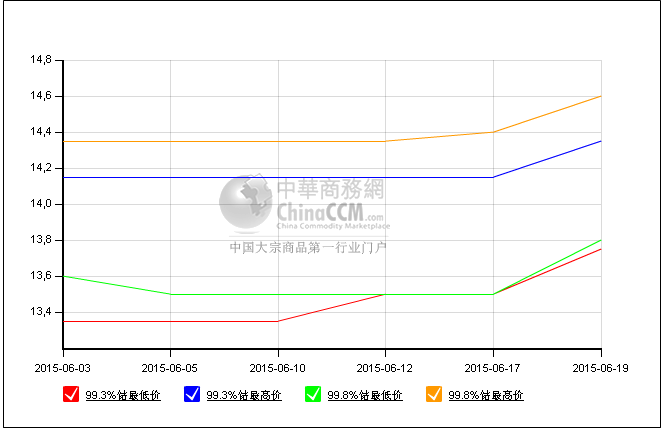 14,8
14,6
14,4
14,2
14,0
13,8
13,6
13,4
中華商務網
ChinaCCM.com
China Commodity Marketplace
中国大宗商品第一行业门户
2015-06-03 2015-06-05 2015-06-10 2015-06-12 2015-06-17 2015-06-19
99.3%钴最低价 99.3%钴最高价 99.8%钴最低价 99.8%钴最高价